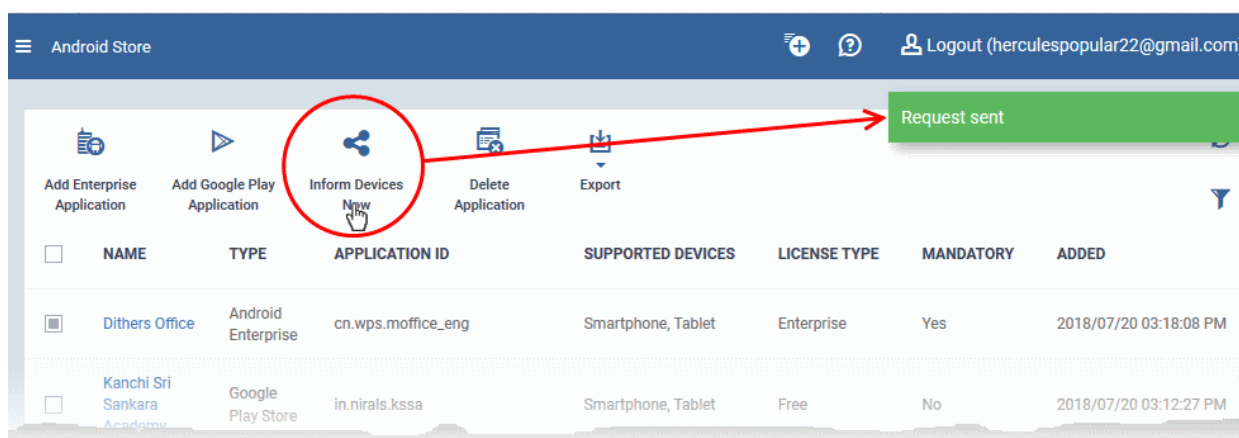 Android Store
Logout (herculespopular22@gmail.com
Request sent
Add Enterprise Application
Add Google Play Application
Inform Devices Now
Delete Application
Export
NAME TYPE APPLICATION ID SUPPORTED DEVICES LICENSE TYPE MANDATORY ADDED
Dithers Office Android Enterprise cn.wps.moffice_eng Smartphone, Tablet Enterprise Yes 2018/07/20 03:18:08 PM
Kanchi Sri Sankara Academy Google Play Store in.nirals.kssa Smartphone, Tablet Free No 2018/07/20 03:12:27 PM